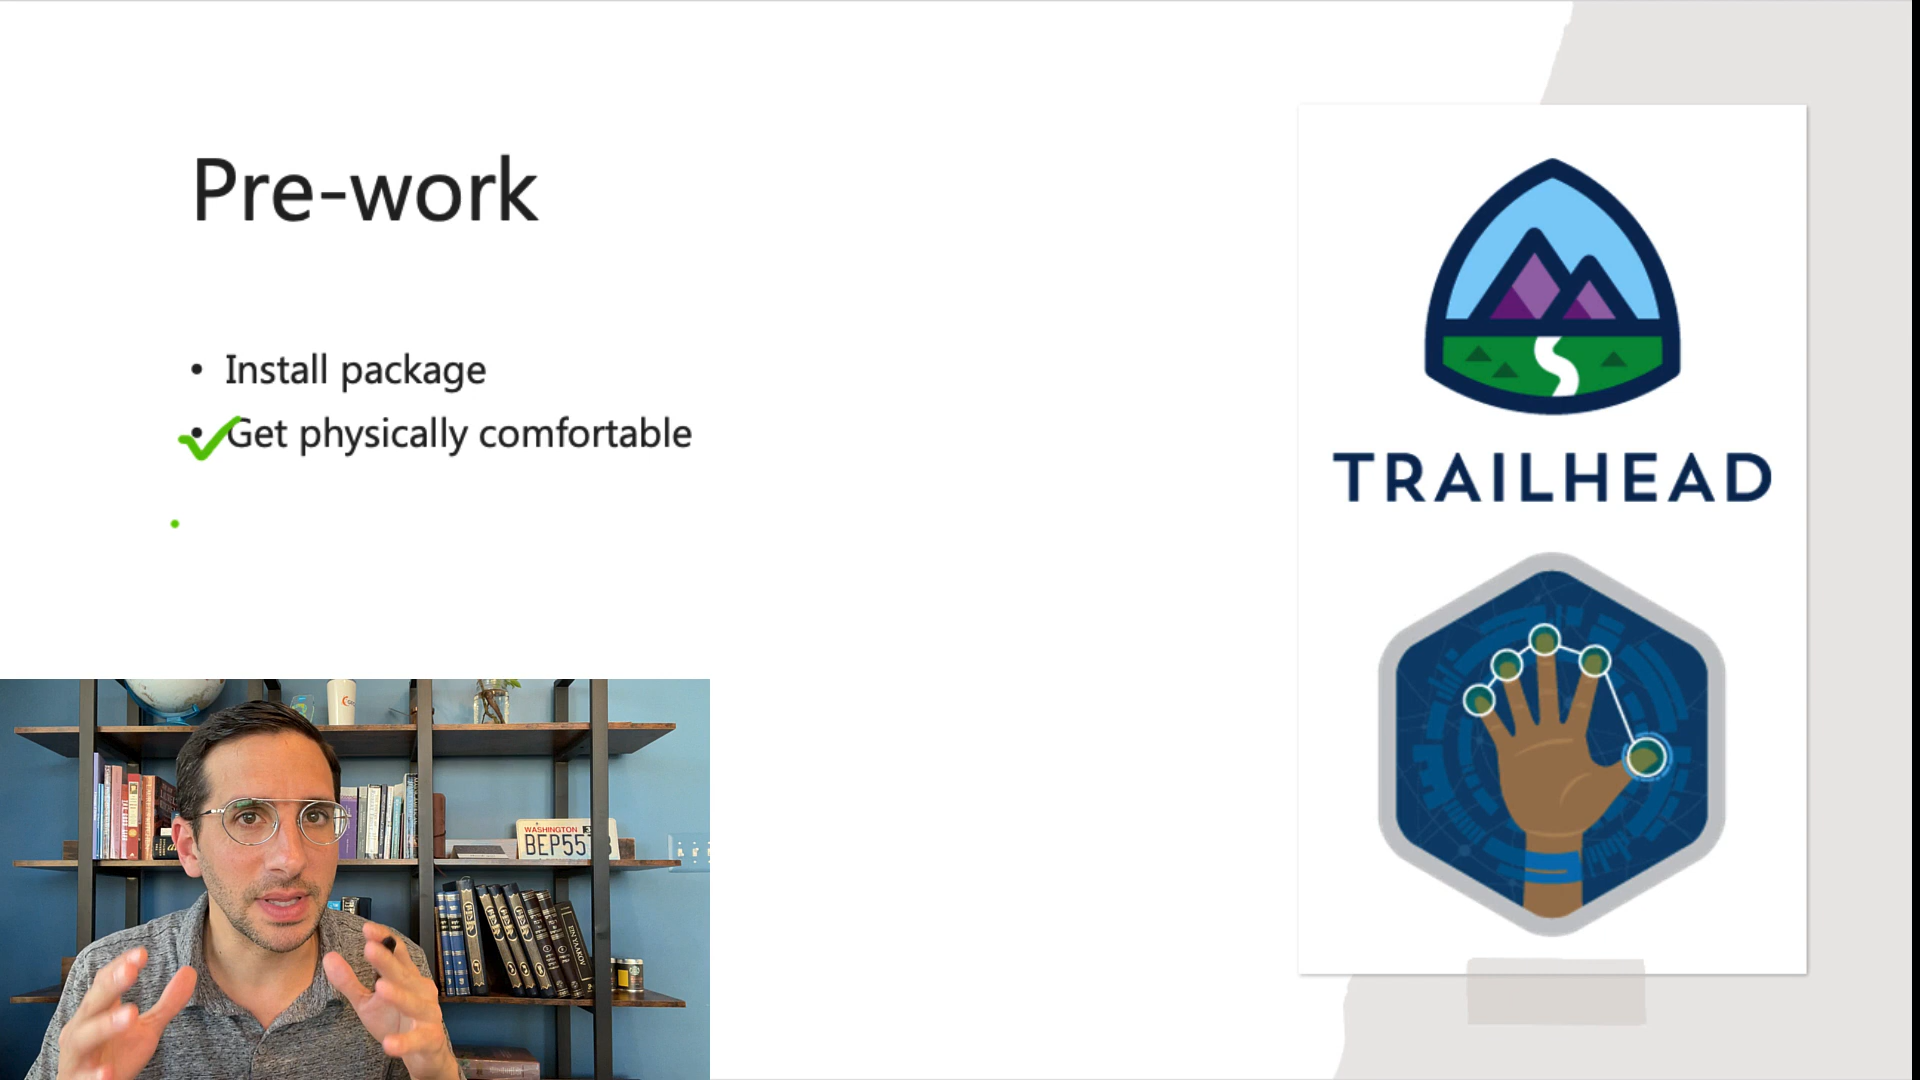 Pre-work
• Install package
• Get physically comfortable
TRAILHEAD
WASHINGTON
BEP55